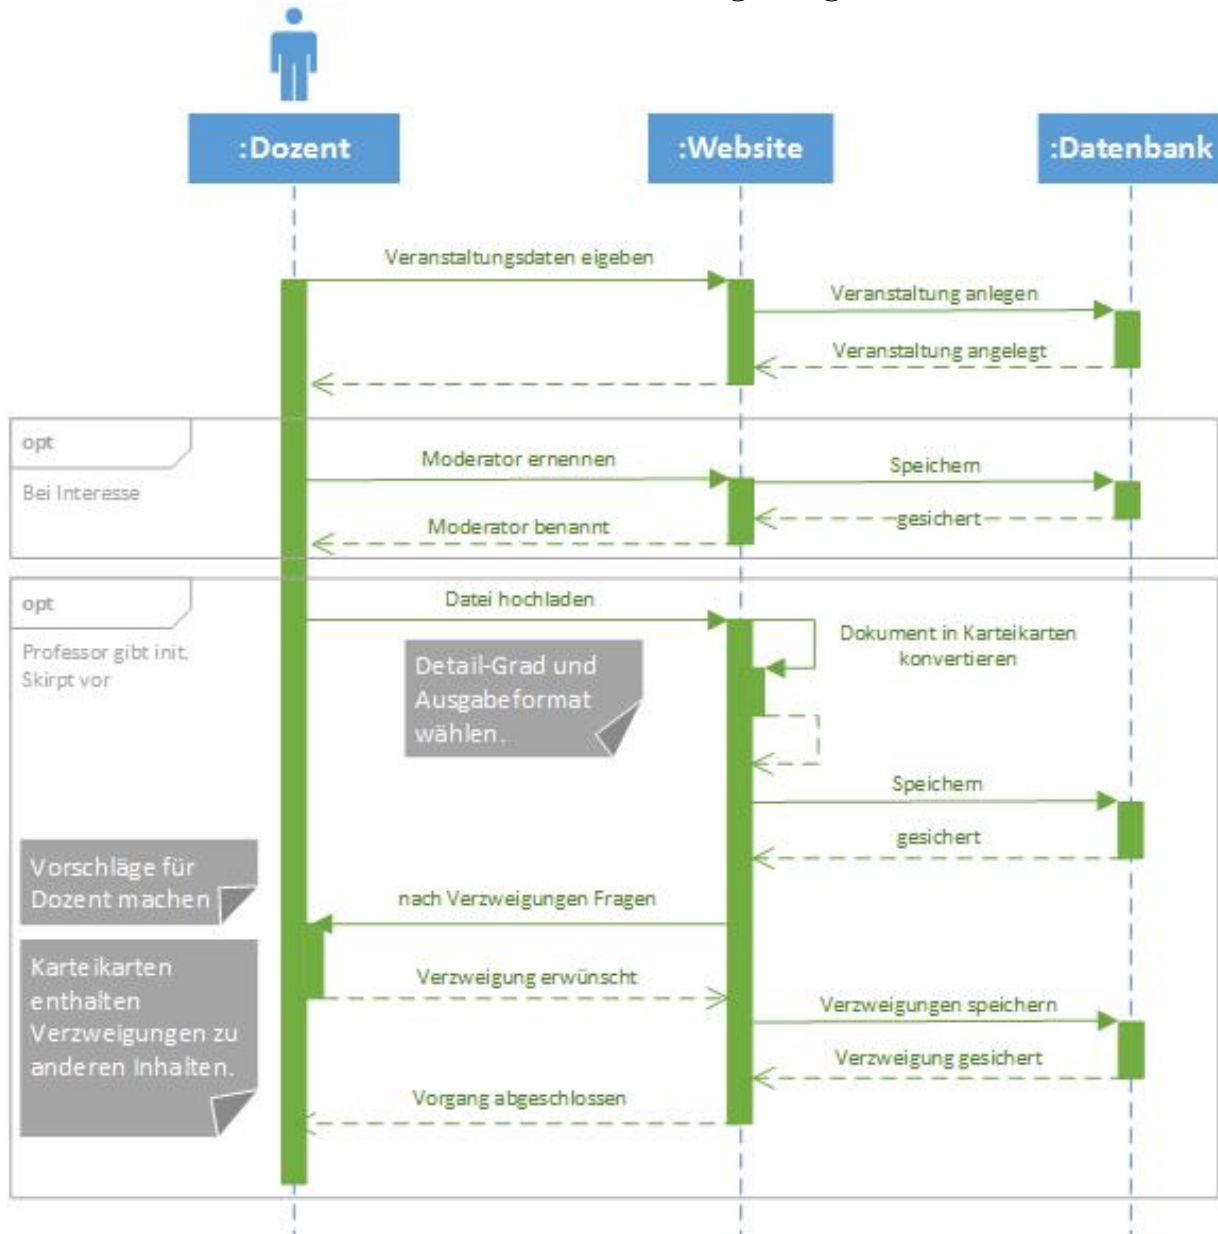 :Dozent
:Website
:Datenbank
Veranstaltungsdaten eigeben
Veranstaltung anlegen
Veranstaltung angelegt
opt
Bei Interesse
Moderator ernennen
Speichern
gesichert
Moderator benannt
opt
Professor gibt init.
Skirpt vor
Datei hochladen
Dokument in Karteikarten
konvertieren
Detail-Grad und
Ausgabeformat
wählen.
Speichern
gesichert
Vorschläge für
Dozent machen
nach Verzweigungen Fragen
Karteikarten
enthalten
Verzweigungen zu
anderen Inhalten.
Verzweigung erwünscht
Verzweigungen speichern
Verzweigung gesichert
Vorgang abgeschlossen